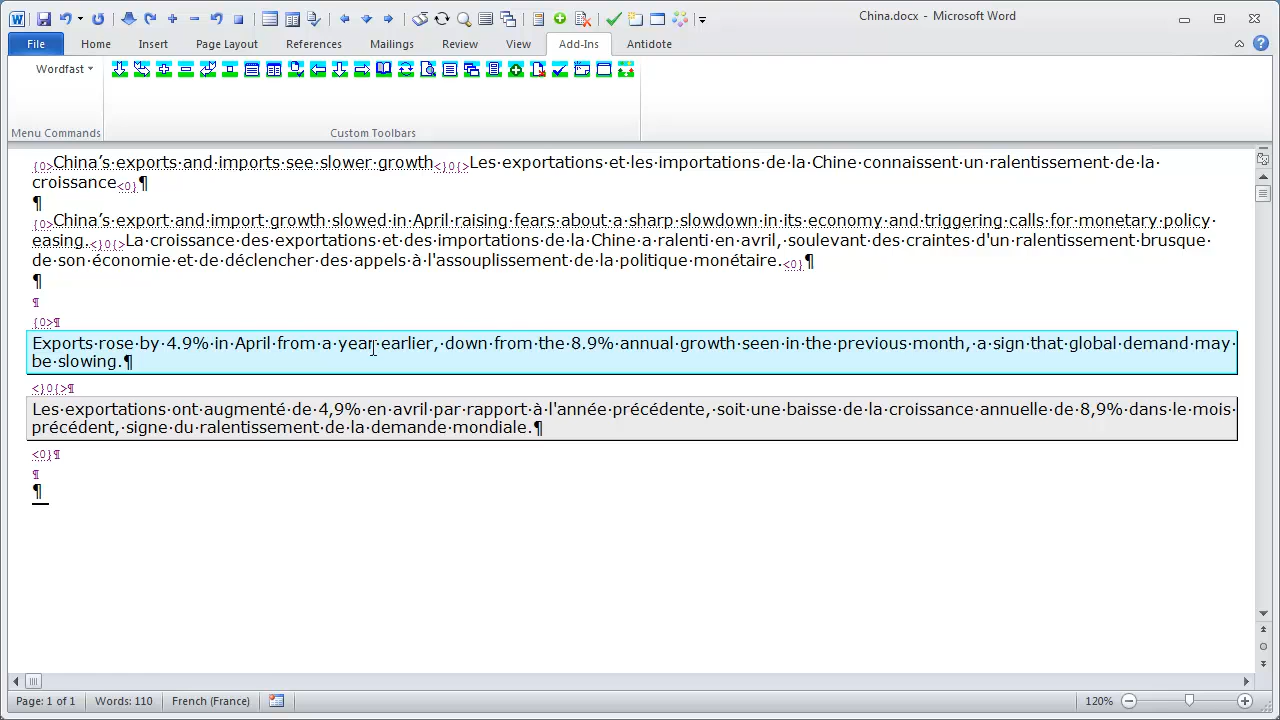 China.docx - Microsoft Word
File Home Insert Page Layout References Mailings Review View Add-Ins Antidote
Wordfast
Menu Commands Custom Toolbars
{0>China’s·exports·and·imports·see·slower·growth<}0{>Les·exportations·et·les·importations·de·la·Chine·connaissent·un·ralentissement·de·la·
croissance<0}¶
¶
{0>China’s·export·and·import·growth·slowed·in·April·raising·fears·about·a·sharp·slowdown·in·its·economy·and·triggering·calls·for·monetary·policy·
easing.<}0{>La·croissance·des·exportations·et·des·importations·de·la·Chine·a·ralenti·en·avril,·soulevant·des·craintes·d'un·ralentissement·brusque·
de·son·économie·et·de·déclencher·des·appels·à·l'assouplissement·de·la·politique·monétaire.<0}¶
¶
¶
{0>¶
Exports·rose·by·4.9%·in·April·from·a·year·earlier,·down·from·the·8.9%·annual·growth·seen·in·the·previous·month,·a·sign·that·global·demand·may·
be·slowing.¶
<}0{>¶
Les·exportations·ont·augmenté·de·4,9%·en·avril·par·rapport·à·l'année·précédente,·soit·une·baisse·de·la·croissance·annuelle·de·8,9%·dans·le·mois·
précédent,·signe·du·ralentissement·de·la·demande·mondiale.¶
<0}¶
¶
¶
Page: 1 of 1 Words: 110 French (France) 120%